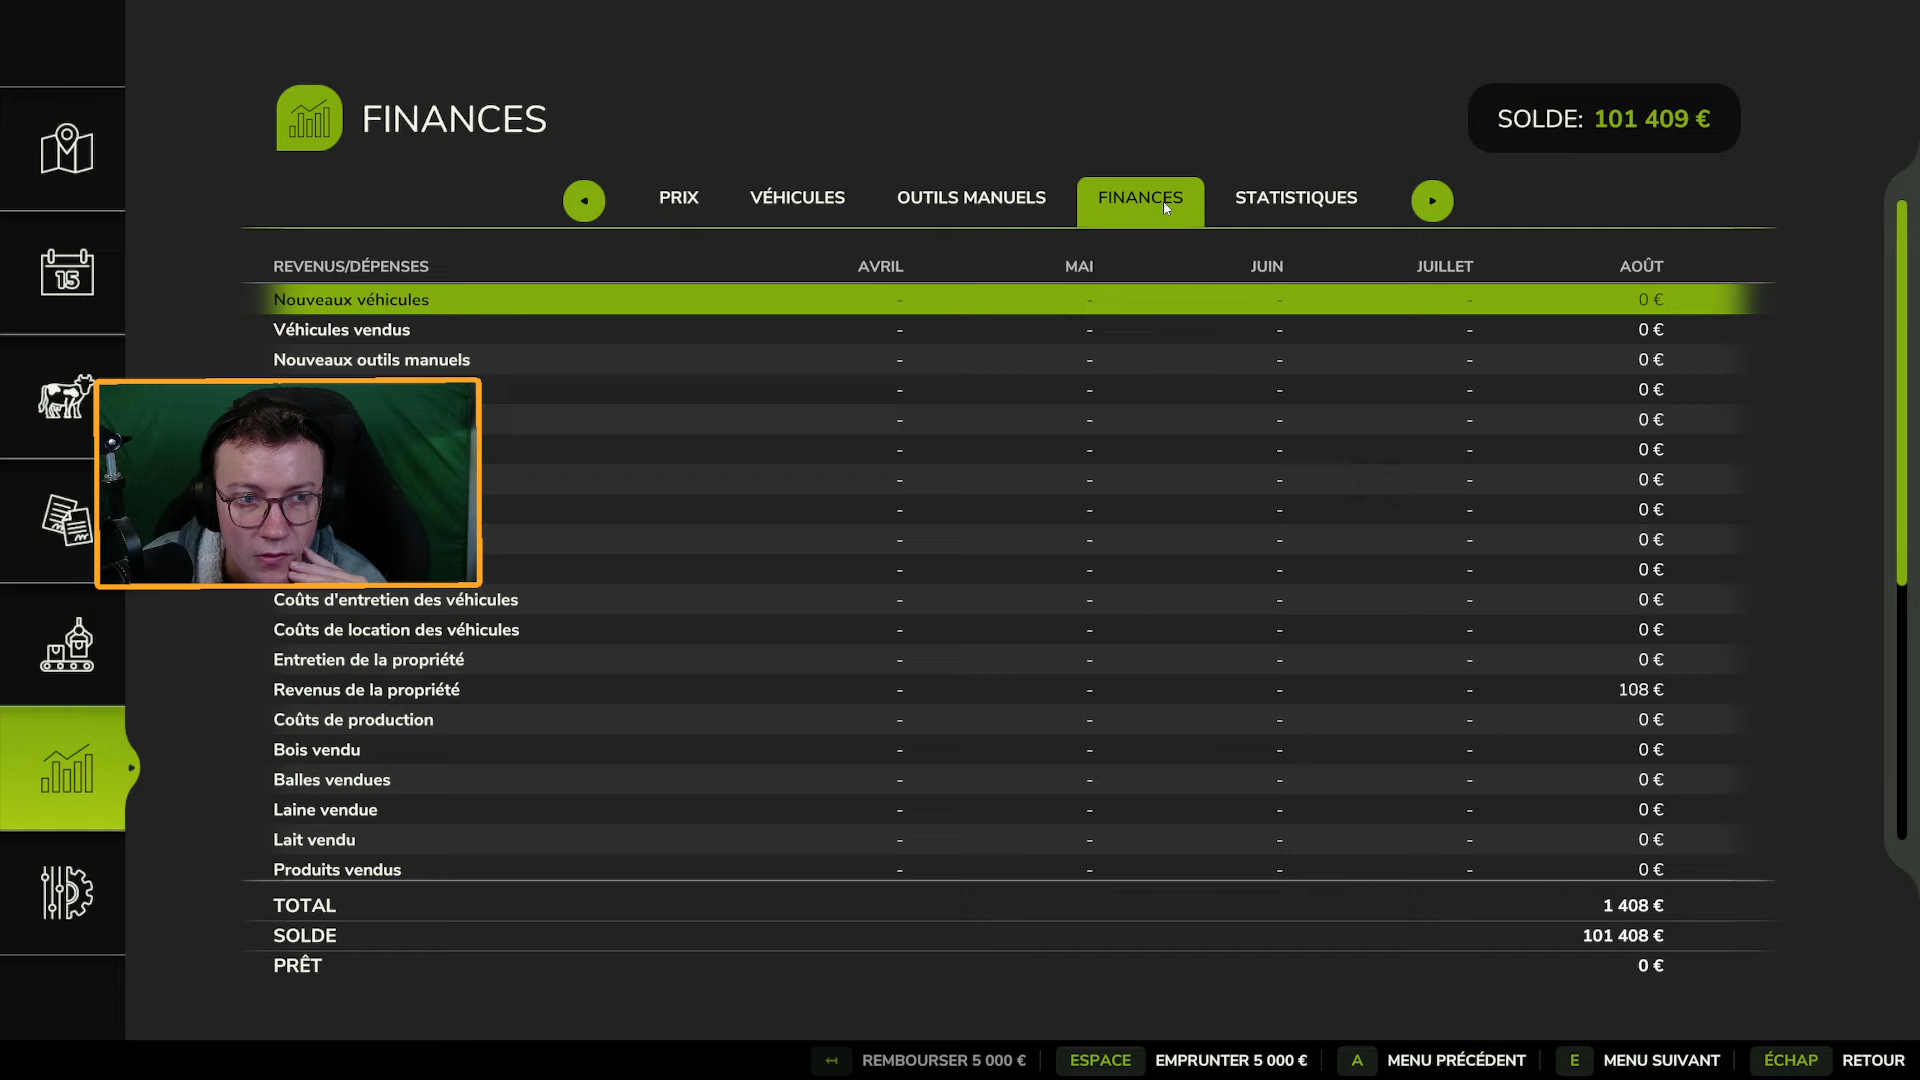 FINANCES
SOLDE: 101 409 €
PRIX VÉHICULES OUTILS MANUELS FINANCES STATISTIQUES
REVENUS/DÉPENSES AVRIL MAI JUIN JUILLET AOÛT
Nouveaux véhicules - - - - 0 €
Véhicules vendus - - - - 0 €
Nouveaux outils manuels - - - - 0 €
- - - - 0 €
- - - - 0 €
- - - - 0 €
- - - - 0 €
- - - - 0 €
- - - - 0 €
- - - - 0 €
Coûts d'entretien des véhicules - - - - 0 €
Coûts de location des véhicules - - - - 0 €
Entretien de la propriété - - - - 0 €
Revenus de la propriété - - - - 108 €
Coûts de production - - - - 0 €
Bois vendu - - - - 0 €
Balles vendues - - - - 0 €
Laine vendue - - - - 0 €
Lait vendu - - - - 0 €
Produits vendus - - - - 0 €
TOTAL 1 408 €
SOLDE 101 408 €
PRÊT 0 €
15
REMBOURSER 5 000 € ESPACE EMPRUNTER 5 000 € A MENU PRÉCÉDENT E MENU SUIVANT ÉCHAP RETOUR